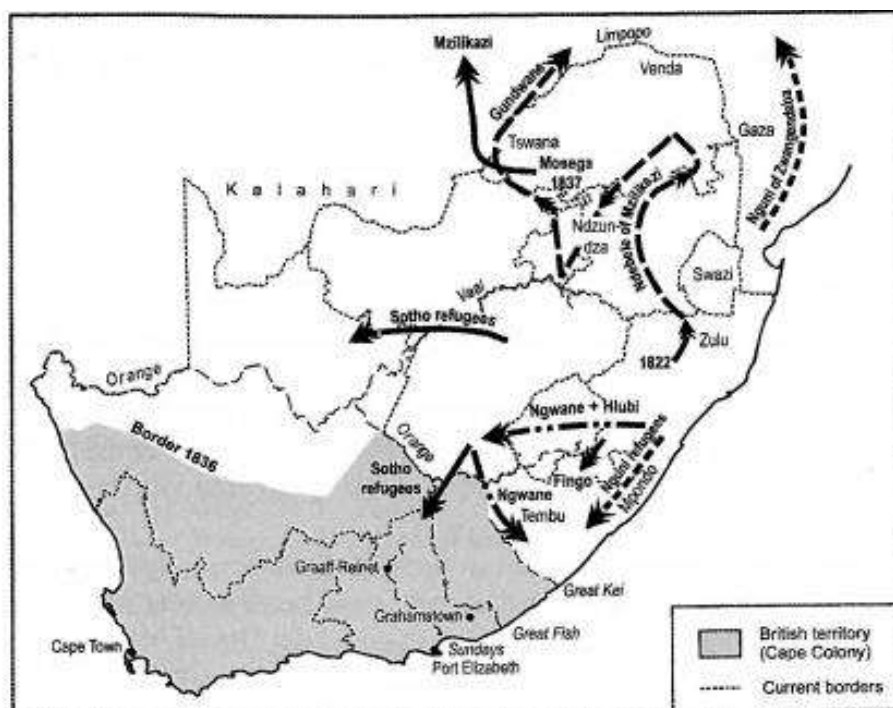 Mzilikazi
Limpopo
Venda
Gundwane
Tswana
Gaza
Nguni of Zwangendaba
Mosega
1837
Kalahari
Ndzun-
dza
Ndebele of Mzilikazi
Swazi
Vaal
Sotho refugees
Zulu
1822
Orange
Ngwane + Hlubi
Border 1836
Orange
Sotho
refugees
Fingo
Nguni refugees
Mpondo
Ngwane
Tembu
Graaff-Reinet
Great Kei
Grahamstown
Great Fish
Cape Town
Sundays
Port Elizabeth
British territory
(Cape Colony)
Current borders